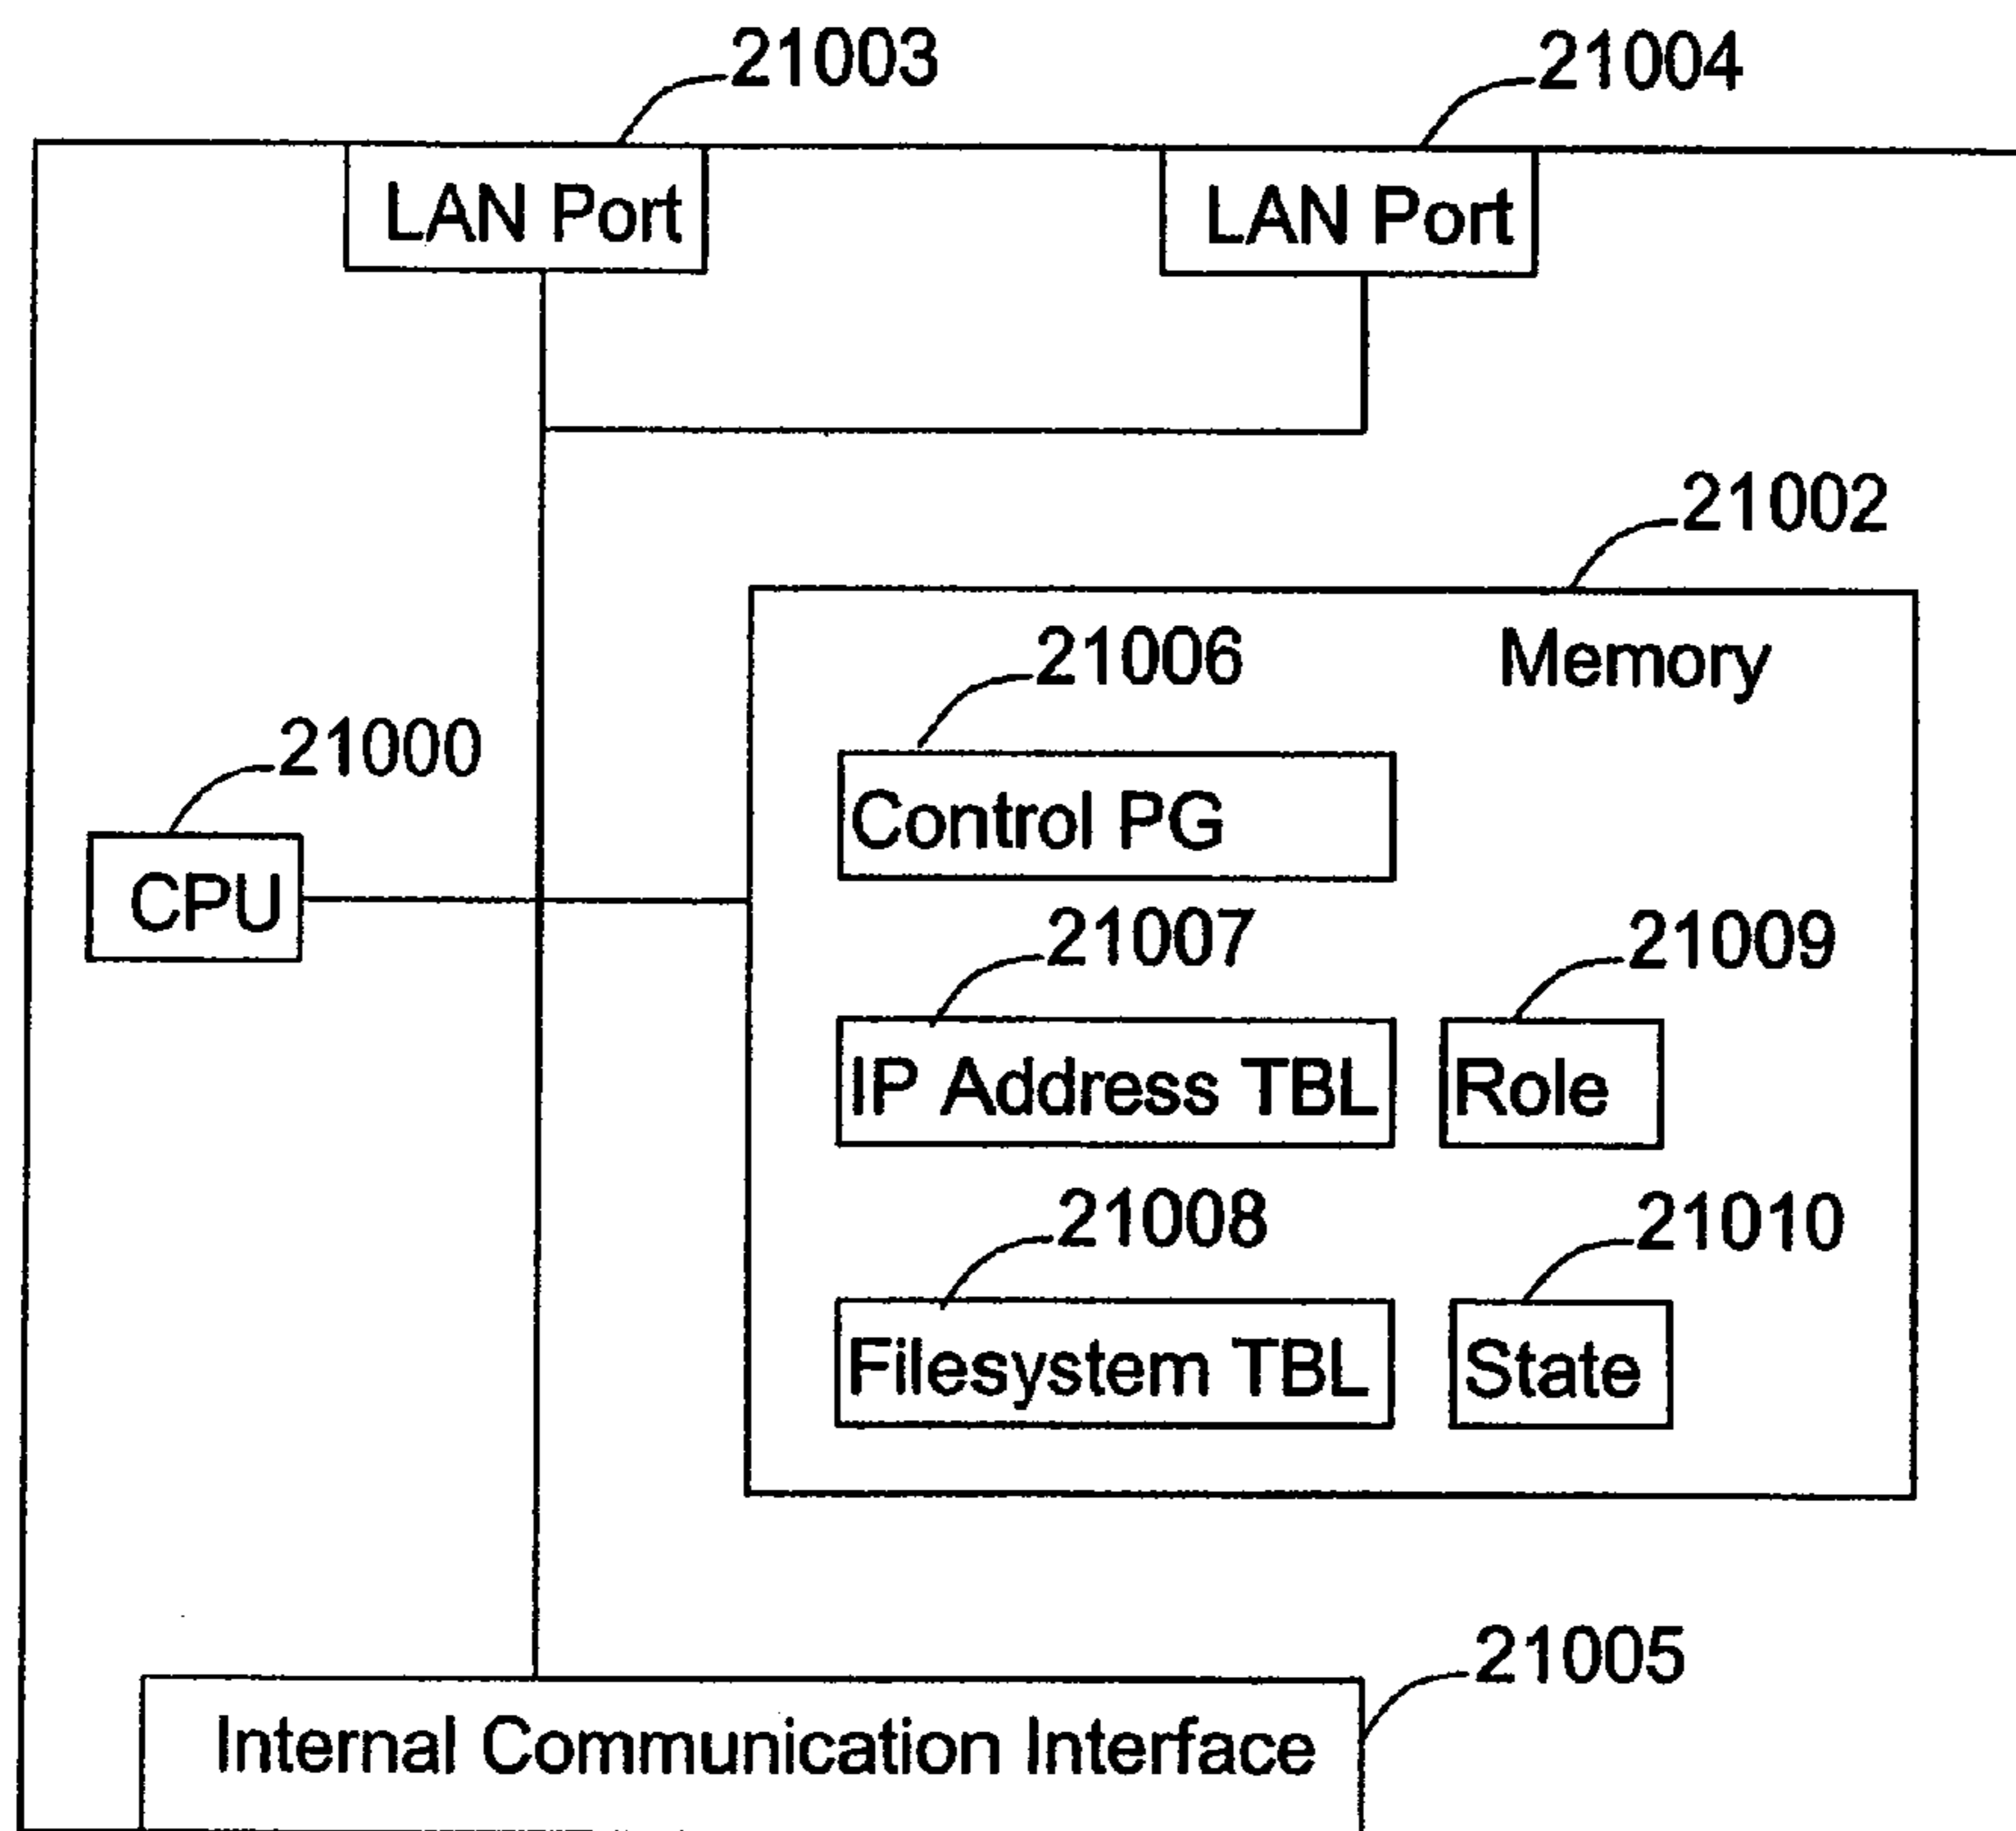 21003
21004
LAN Port
LAN Port
21002
Memory
21006
Control PG
21000
CPU
21007
21009
IP Address TBL
Role
21008
21010
Filesystem TBL
State
21005
Internal Communication Interface